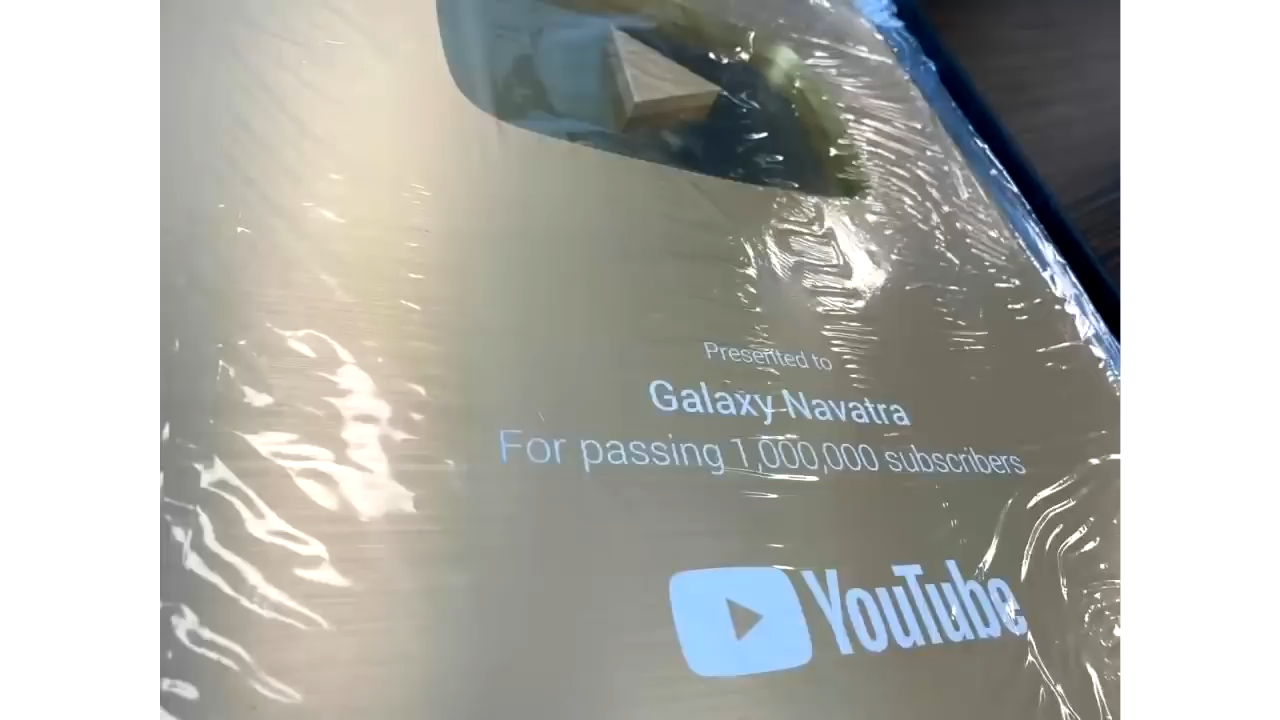 Presented to
Galaxy Navatra
For passing 1,000,000 subscribers
YouTube